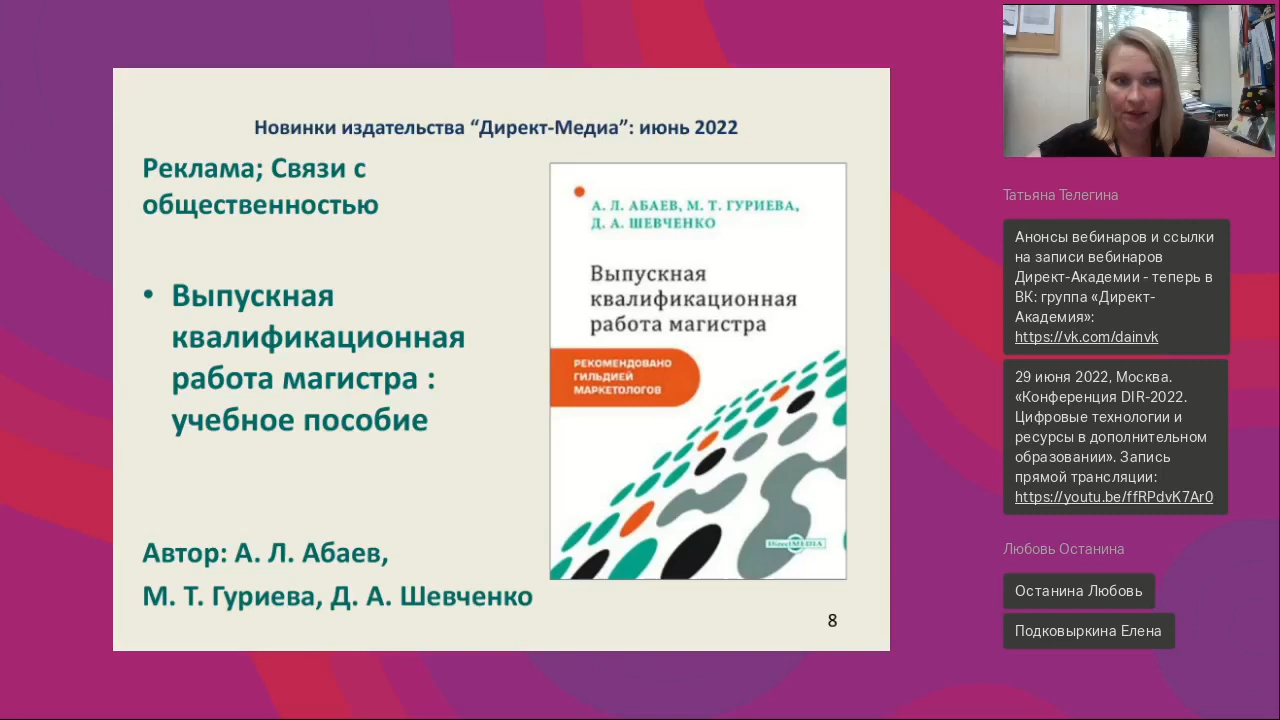 Новинки издательства “Директ-Медиа”: июнь 2022
Реклама; Связи с
общественностью
• Выпускная
квалификационная
работа магистра :
учебное пособие
Автор: А. Л. Абаев,
М. Т. Гуриева, Д. А. Шевченко
А. Л. АБАЕВ, М. Т. ГУРИЕВА,
Д. А. ШЕВЧЕНКО
Выпускная
квалификационная
работа магистра
РЕКОМЕНДОВАНО
ГИЛЬДИЕЙ
МАРКЕТОЛОГОВ
DirectMEDIA
8
Татьяна Телегина
Анонсы вебинаров и ссылки
на записи вебинаров
Директ-Академии - теперь в
ВК: группа «Директ-
Академия»:
https://vk.com/dainvk
29 июня 2022, Москва.
«Конференция DIR-2022.
Цифровые технологии и
ресурсы в дополнительном
образовании». Запись
прямой трансляции:
https://youtu.be/ffRPdvK7Ar0
Любовь Останина
Останина Любовь
Подковыркина Елена